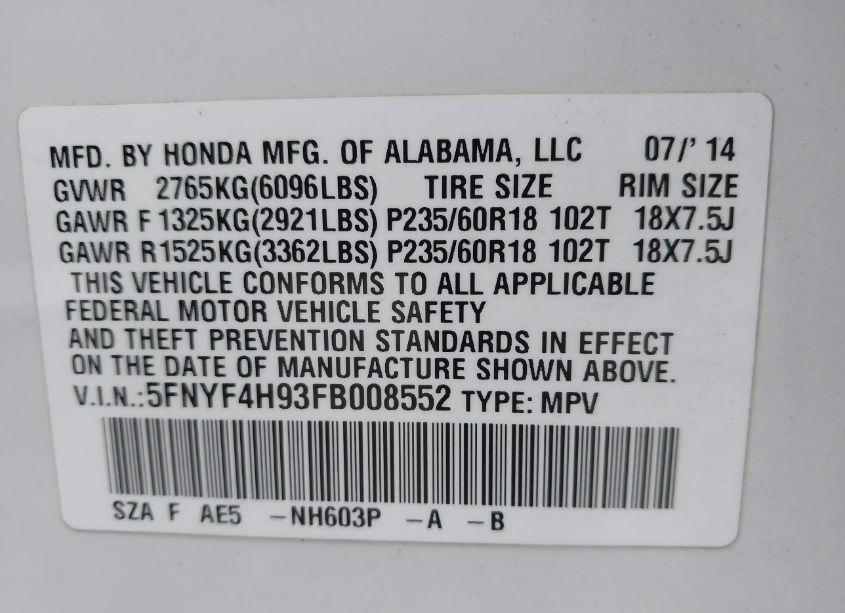 MFD. BY HONDA MFG. OF ALABAMA, LLC 07/' 14
GVWR 2765KG(6096LBS) TIRE SIZE RIM SIZE
GAWR F 1325KG(2921LBS) P235/60R18 102T 18X7.5J
GAWR R1525KG(3362LBS) P235/60R18 102T 18X7.5J
THIS VEHICLE CONFORMS TO ALL APPLICABLE
FEDERAL MOTOR VEHICLE SAFETY
AND THEFT PREVENTION STANDARDS IN EFFECT
ON THE DATE OF MANUFACTURE SHOWN ABOVE.
V.I.N.:5FNYF4H93FB008552 TYPE: MPV
SZA F AE5 -NH603P -A -B